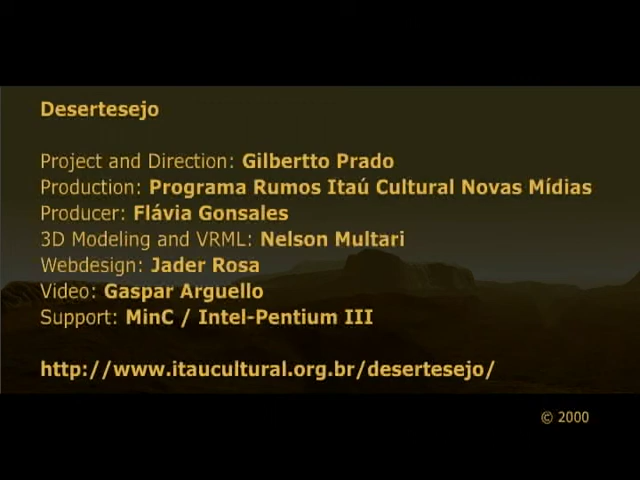 Desertesejo
Project and Direction: Gilbertto Prado
Production: Programa Rumos Itaú Cultural Novas Mídias
Producer: Flávia Gonsales
3D Modeling and VRML: Nelson Multari
Webdesign: Jader Rosa
Video: Gaspar Arguello
Support: MinC / Intel-Pentium III
http://www.itaucultural.org.br/desertesejo/
© 2000